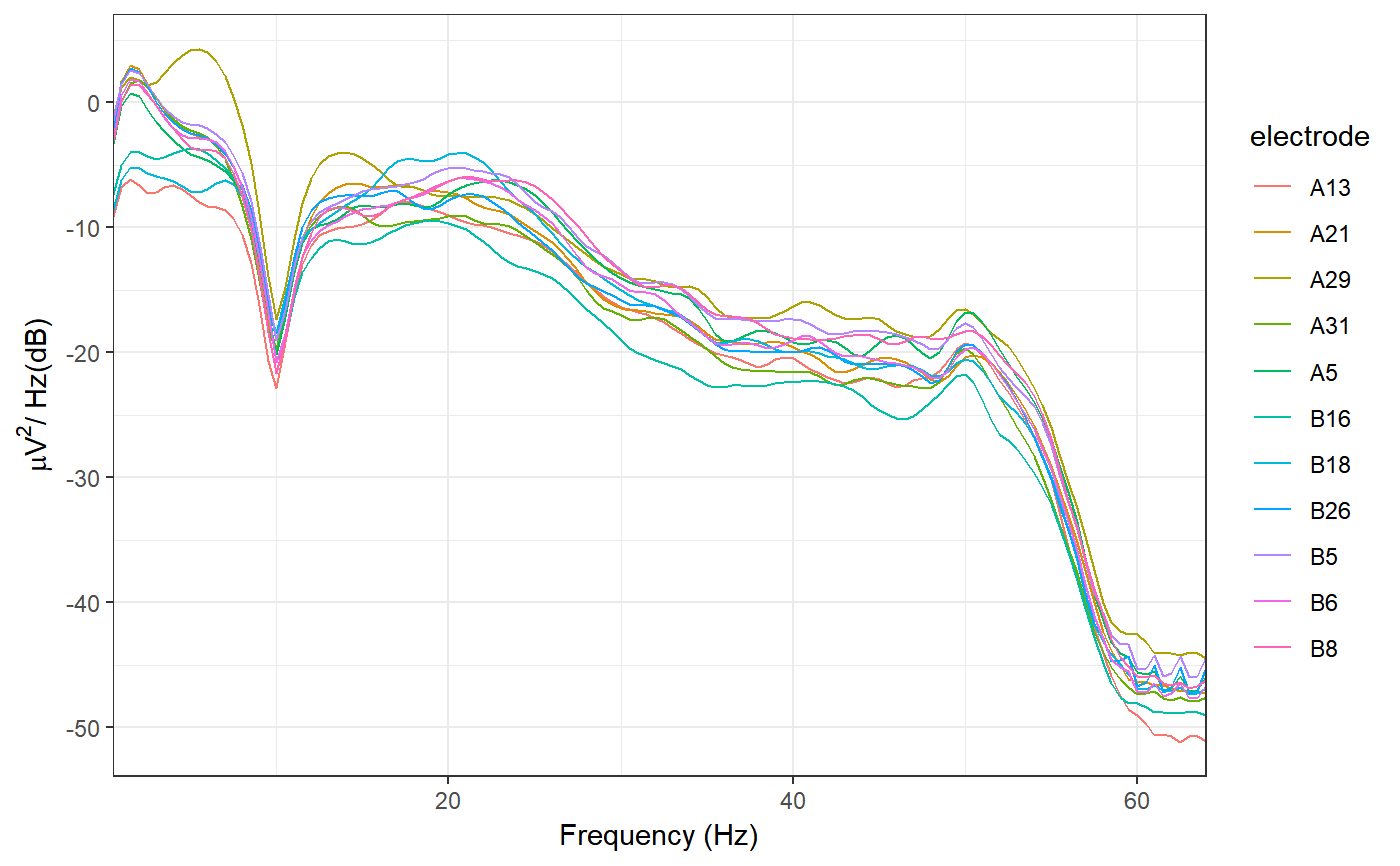 μV²/ Hz(dB)
0
-10
-20
-30
-40
-50
20
40
60
Frequency (Hz)
electrode
A13
A21
A29
A31
A5
B16
B18
B26
B5
B6
B8